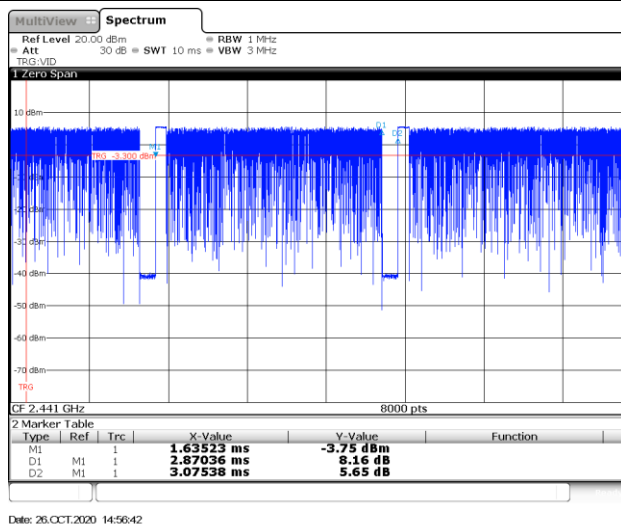 MultiView Spectrum
Ref Level 20.00 dBm RBW 1 MHz
Att 30 dB SWT 10 ms VBW 3 MHz
TRG:VID
1 Zero Span
10 dBm
D1
D2
M1
TRG -3.300 dBm
-30 dBm
-40 dBm
-50 dBm
-60 dBm
-70 dBm
TRG
CF 2.441 GHz 8000 pts
2 Marker Table
Type Ref Trc X-Value Y-Value Function
M1 1 1.63523 ms -3.75 dBm
D1 M1 1 2.87036 ms 8.16 dB
D2 M1 1 3.07538 ms 5.65 dB
Date: 26.OCT.2020 14:56:42